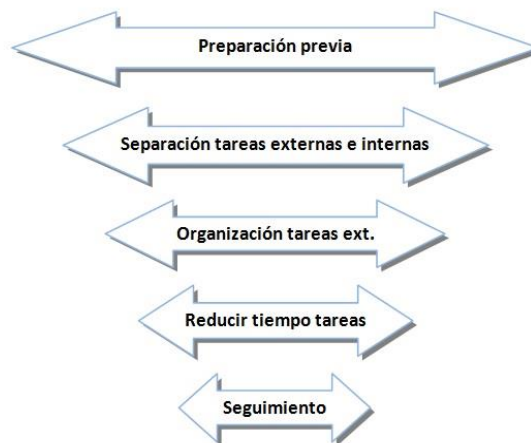 Preparación previa
Separación tareas externas e internas
Organización tareas ext.
Reducir tiempo tareas
Seguimiento